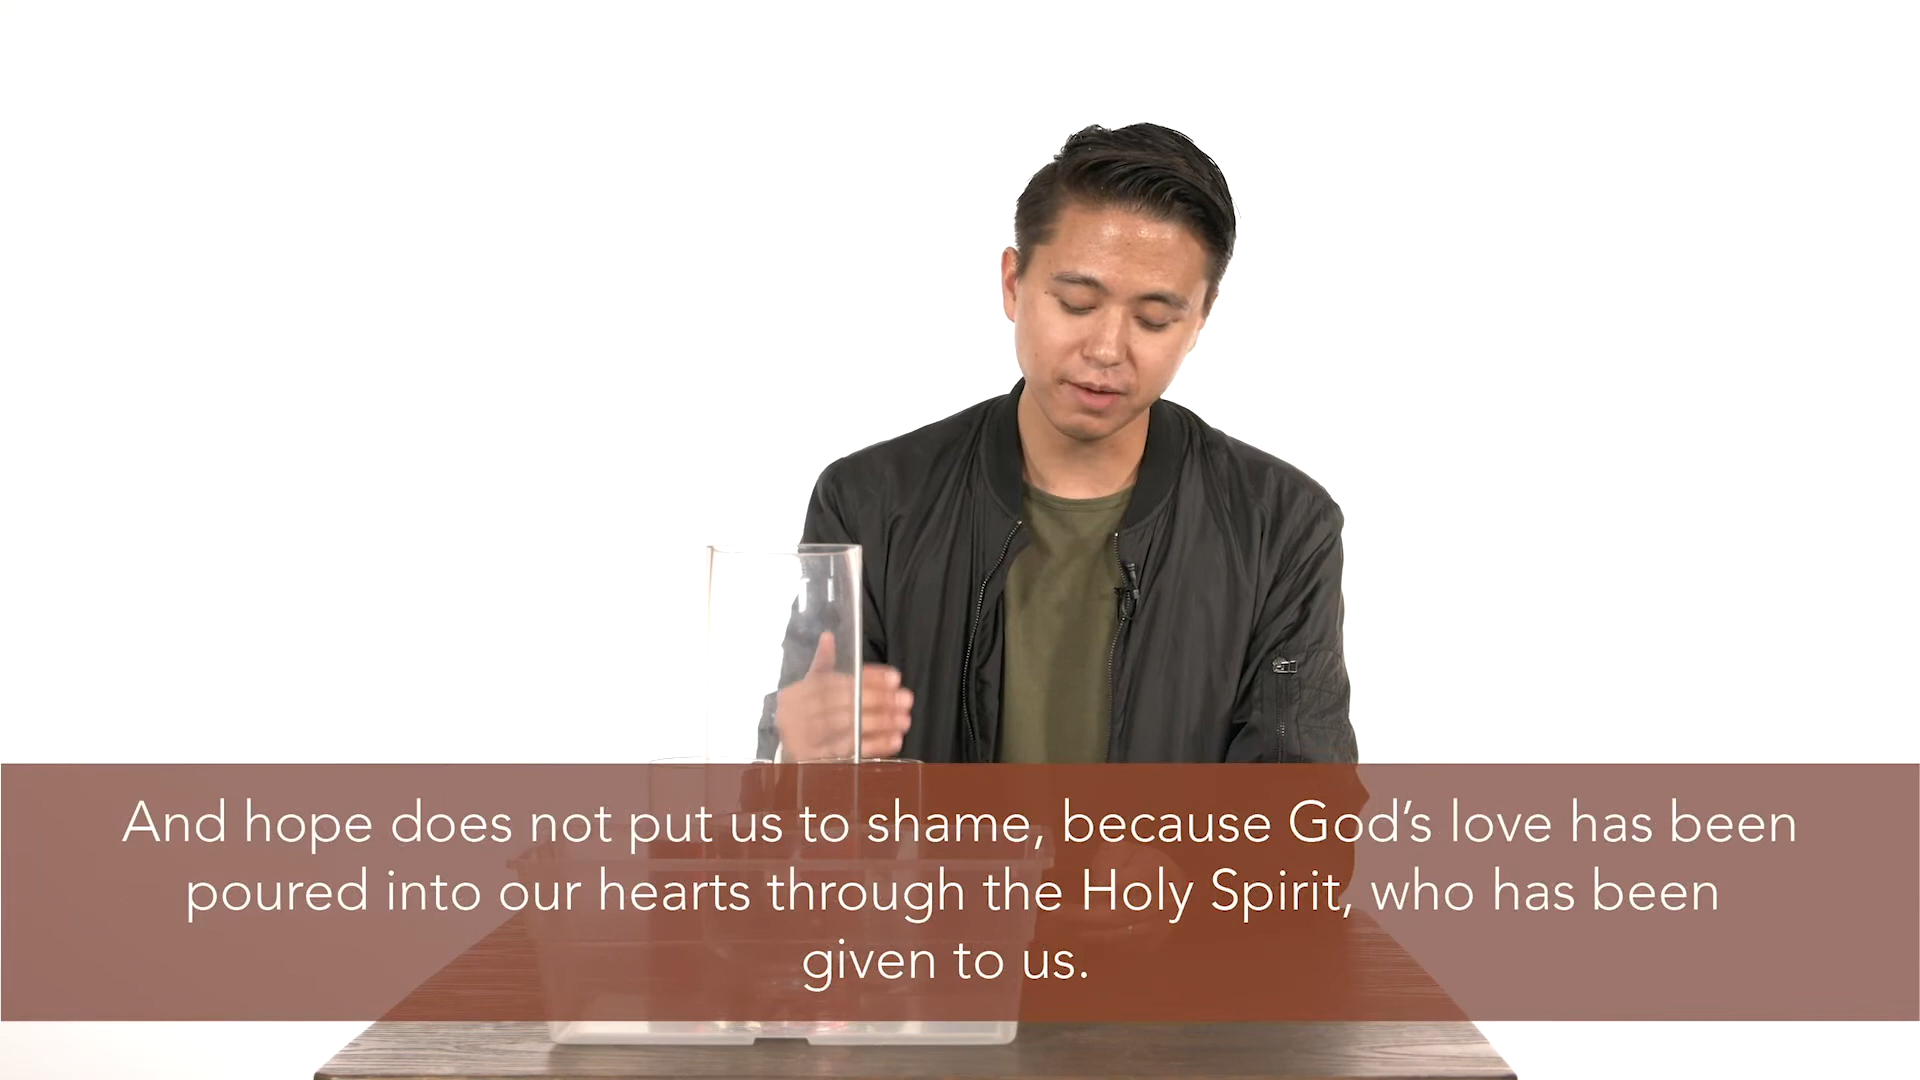 And hope does not put us to shame, because God’s love has been
poured into our hearts through the Holy Spirit, who has been
given to us.